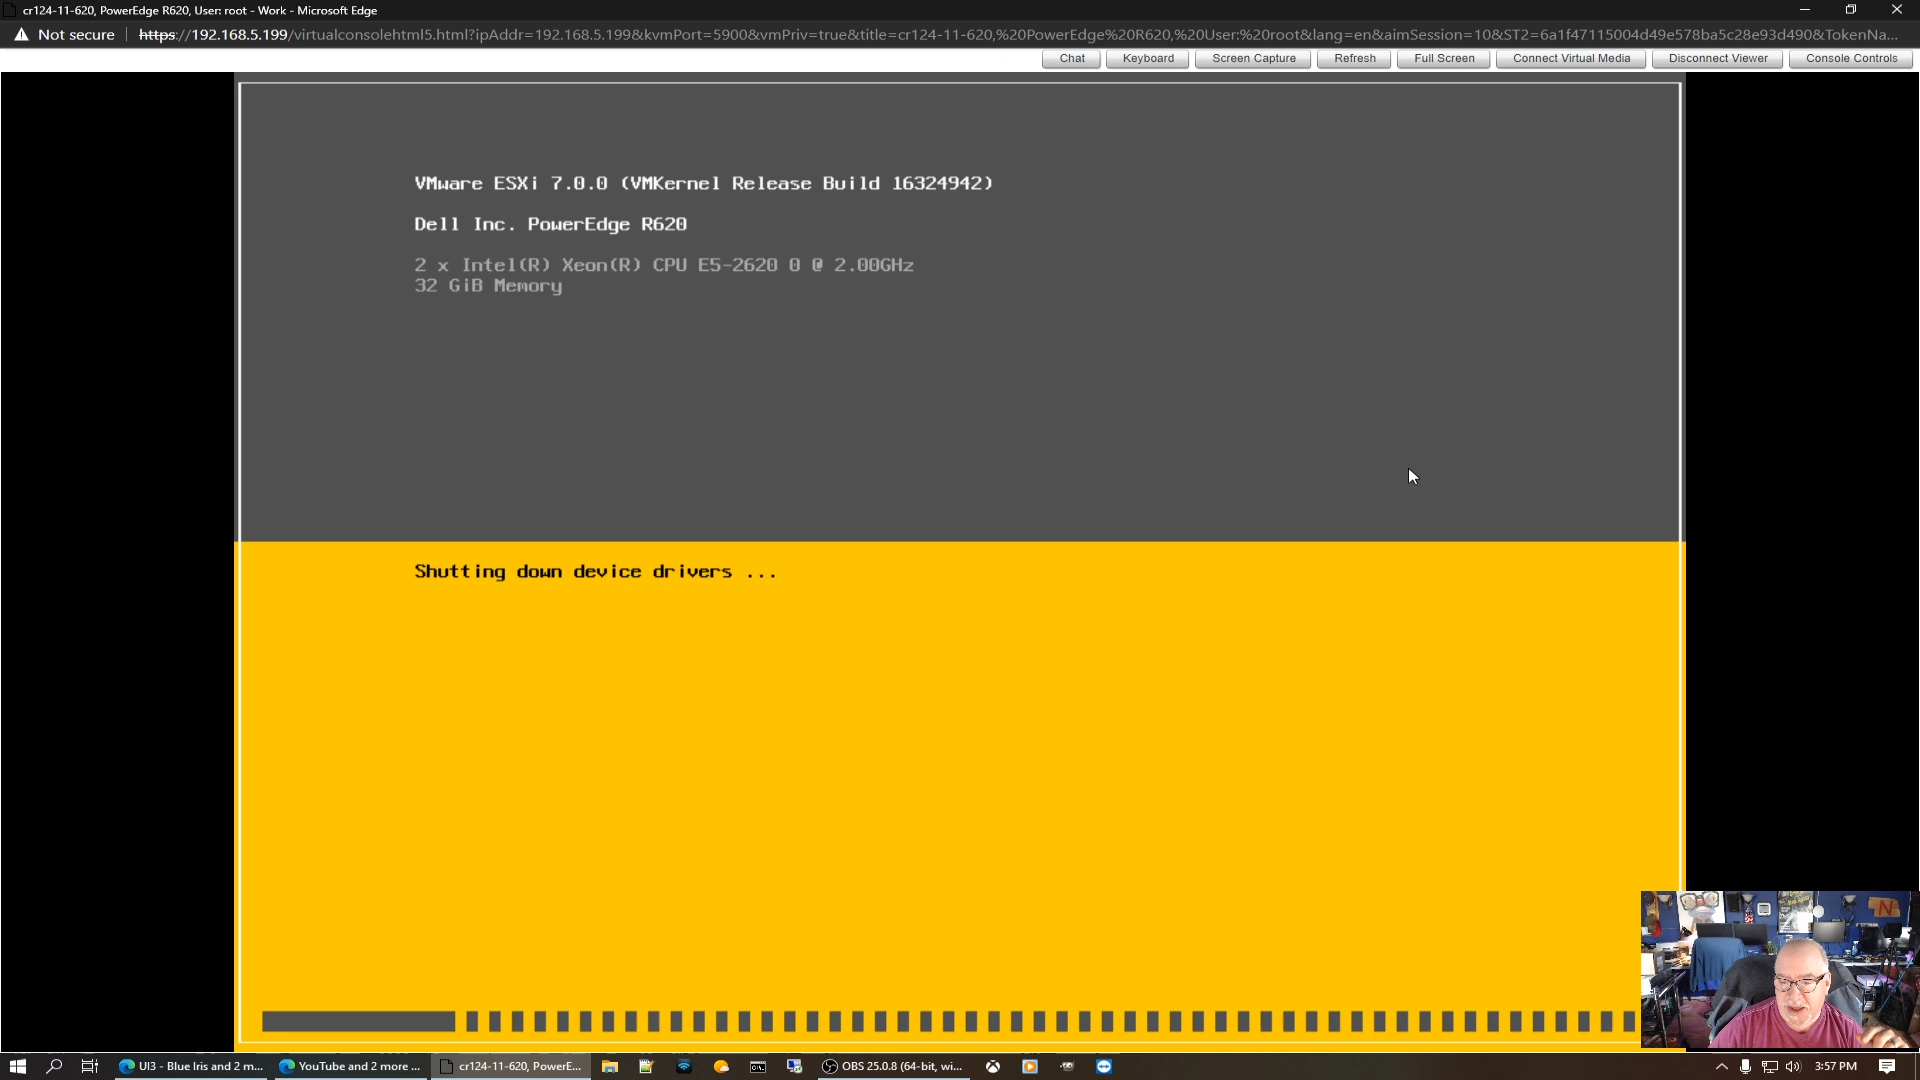 cr124-11-620, PowerEdge R620, User: root - Work - Microsoft Edge
Not secure
https://192.168.5.199/virtualconsolehtml5.html?ipAddr=192.168.5.199&kvmPort=5900&vmPriv=true&title=cr124-11-620,%20PowerEdge%20R620,%20User:%20root&lang=en&aimSession=10&ST2=6a1f47115004d49e578ba5c28e93d490&TokenNa...
Chat
Keyboard
Screen Capture
Refresh
Full Screen
Connect Virtual Media
Disconnect Viewer
Console Controls
VMware ESXi 7.0.0 (VMKernel Release Build 16324942)
Dell Inc. PowerEdge R620
2 x Intel(R) Xeon(R) CPU E5-2620 0 @ 2.00GHz
32 GiB Memory
Shutting down device drivers ...
N
UI3 - Blue Iris and 2 m...
YouTube and 2 more ...
cr124-11-620, PowerE...
OBS 25.0.8 (64-bit, wi...
3:57 PM